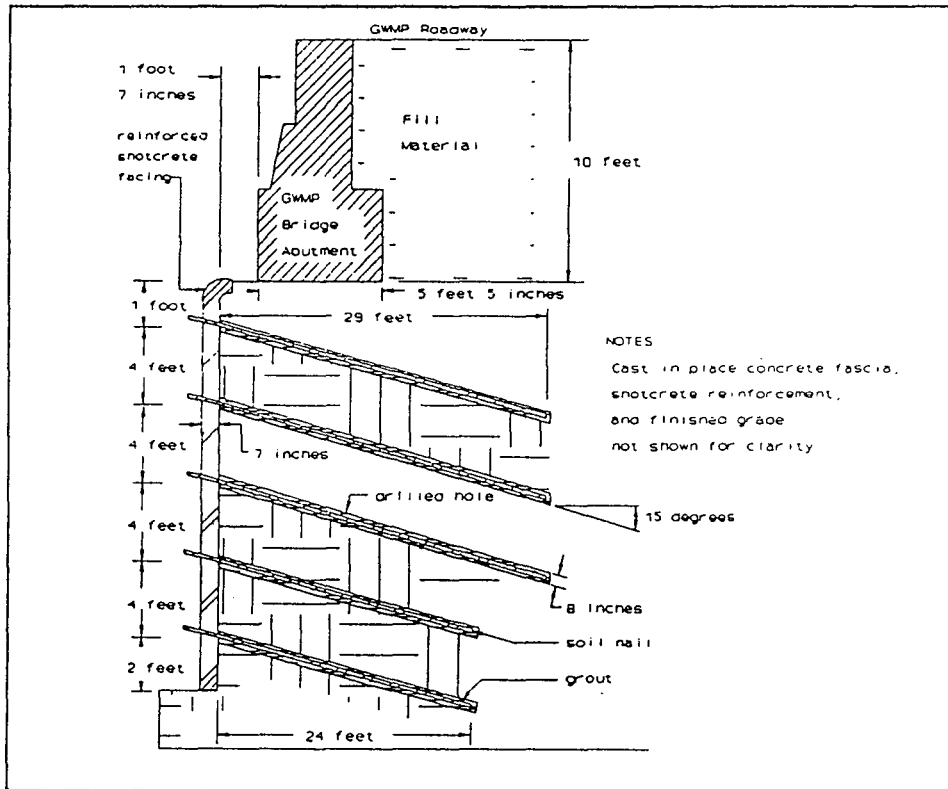 GWMP Roadway
1 foot
7 inches
reinforced
shotcrete
facing
Fill
Material
10 feet
GWMP
Bridge
Abutment
5 feet 5 inches
1 foot
29 feet
NOTES
Cast in place concrete fascia,
shotcrete reinforcement,
and finished grade
not shown for clarity
4 feet
4 feet
7 inches
drilled hole
15 degrees
4 feet
8 inches
4 feet
soil nail
2 feet
grout
24 feet